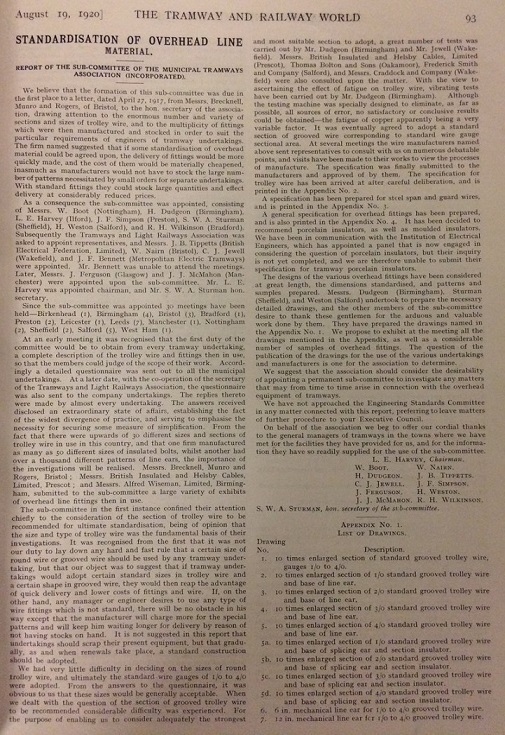 August 19, 1920]
THE TRAMWAY AND RAILWAY WORLD
93
STANDARDISATION OF OVERHEAD LINE
MATERIAL.
REPORT OF THE SUB-COMMITTEE OF THE MUNICIPAL TRAMWAYS
ASSOCIATION (INCORPORATED).
We believe that the formation of this sub-committee was due in
the first place to a letter, dated April 27, 1917, from Messrs. Brecknell,
Munro and Rogers, of Bristol, to the hon. secretary of the associa-
tion, drawing attention to the enormous number and variety of
sections and sizes of trolley wire, and to the multiplicity of fittings
which were then manufactured and stocked in order to suit the
particular requirements of engineers of tramway undertakings.
The firm named suggested that if some standardisation of overhead
material could be agreed upon, the delivery of fittings would be more
quickly made, and the cost of them would be materially cheapened,
inasmuch as manufacturers would not have to stock the large num-
ber of patterns necessitated by small orders for separate undertakings.
With standard fittings they could stock large quantities and effect
delivery at considerably reduced prices.
As a consequence the sub-committee was appointed, consisting
of Messrs. W. Boot (Nottingham), H. Dudgeon (Birmingham),
L. E. Harvey (Ilford), J. F. Simpson (Preston), S. W. A. Sturman
(Sheffield), H. Weston (Salford), and R. H. Wilkinson (Bradford).
Subsequently the Tramways and Light Railways Association was
asked to appoint representatives, and Messrs. J. B. Tippetts (British
Electrical Federation, Limited), W. Nairn (Bristol), C. J. Jewell
(Wakefield), and J. F. Bennett (Metropolitan Electric Tramways)
were appointed. Mr. Bennett was unable to attend the meetings.
Later, Messrs. J. Ferguson (Glasgow) and J. J. McMahon (Man-
chester) were appointed upon the sub-committee. Mr. L. E.
Harvey was appointed chairman, and Mr. S. W. A. Sturman hon.
secretary.
Since the sub-committee was appointed 30 meetings have been
held—Birkenhead (1), Birmingham (4), Bristol (3), Bradford (1),
Preston (2), Leicester (1), Leeds (7), Manchester (1), Nottingham
(2), Sheffield (2), Salford (1), West Ham (1).
At an early meeting it was recognised that the first duty of the
committee would be to obtain from every tramway undertaking,
a complete description of the trolley wire and fittings then in use,
so that the members could judge of the scope of their work. Accord-
ingly a detailed questionnaire was sent out to all the municipal
undertakings. At a later date, with the co-operation of the secretary
of the Tramways and Light Railways Association, the questionnaire
was also sent to the company undertakings. The replies thereto
were made by almost every undertaking. The answers received
disclosed an extraordinary state of affairs, establishing the fact
of the widest divergence of practice, and serving to emphasise the
necessity for securing some measure of simplification. From the
fact that there were upwards of 30 different sizes and sections of
trolley wire in use in this country, and that one firm manufactured
as many as 50 different sizes of insulated bolts, whilst another had
over a thousand different patterns of line ears, the importance of
the investigations will be realised. Messrs. Brecknell, Munro and
Rogers, Bristol; Messrs. British Insulated and Helsby Cables,
Limited, Prescot; and Messrs. Alfred Wiseman, Limited, Birming-
ham, submitted to the sub-committee a large variety of exhibits
of overhead line fittings then in use.
The sub-committee in the first instance confined their attention
chiefly to the consideration of the section of trolley wire to be
recommended for ultimate standardisation, being of opinion that
the size and type of trolley wire was the fundamental basis of their
investigations. It was recognised from the first that it was not
our duty to lay down any hard and fast rule that a certain size of
round wire or grooved wire should be used by any tramway under-
taking, but that our object was to suggest that if tramway under-
takings would adopt certain standard sizes in trolley wire and
a certain shape in grooved wire, they would then reap the advantage
of quick delivery and lower costs of fittings and wire. If, on the
other hand, any manager or engineer desires to use any type of
wire fittings which is not standard, there will be no obstacle in his
way except that the manufacturer will charge more for the special
patterns and will keep him waiting longer for delivery by reason of
not having stocks on hand. It is not suggested in this report that
undertakings should scrap their present equipment, but that gradu-
ally, as and when renewals take place, a standard construction
should be adopted.
We had very little difficulty in deciding on the sizes of round
trolley wire, and ultimately the standard wire gauges of 1/0 to 4/0
were adopted. From the answers to the questionnaire, it was
obvious to us that these sizes would be generally acceptable. When
we dealt with the question of the section of grooved trolley wire
to be recommended considerable difficulty was experienced. For
the purpose of enabling us to consider adequately the strongest
and most suitable section to adopt, a great number of tests was
carried out by Mr. Dudgeon (Birmingham) and Mr. Jewell (Wake-
field). Messrs. British Insulated and Helsby Cables, Limited
(Prescot), Thomas Bolton and Sons (Oakamoor), Frederick Smith
and Company (Salford), and Messrs. Craddock and Company (Wake-
field) were also consulted upon the matter. With the view to
ascertaining the effect of fatigue on trolley wire, vibrating tests
have been carried out by Mr. Dudgeon (Birmingham). Although
the testing machine was specially designed to eliminate, as far as
possible, all sources of error, no satisfactory or conclusive results
could be obtained—the fatigue of copper apparently being a very
variable factor. It was eventually agreed to adopt a standard
section of grooved wire corresponding to standard wire gauge
sectional area. At several meetings the wire manufacturers named
above sent representatives to consult with us on numerous debatable
points, and visits have been made to their works to view the processes
of manufacture. The specification was finally submitted to the
manufacturers and approved of by them. The specification for
trolley wire has been arrived at after careful deliberation, and is
printed in the Appendix No. 2.
A specification has been prepared for steel span and guard wires,
and is printed in Appendix No. 3.
A general specification for overhead fittings has been prepared,
and is also printed in the Appendix No. 4. It has been decided to
recommend porcelain insulators, as well as moulded insulators.
We have been in communication with the Institution of Electrical
Engineers, which has appointed a panel that is now engaged in
considering the question of porcelain insulators, but their inquiry
is not yet completed, and we are therefore unable to submit their
specification for tramway porcelain insulators.
The designs of the various overhead fittings have been considered
at great length, the dimensions standardised, and patterns and
samples prepared. Messrs. Dudgeon (Birmingham), Sturman
(Sheffield), and Weston (Salford) undertook to prepare the necessary
detailed drawings, and the other members of the sub-committee
desire to thank these gentlemen for the arduous and valuable
work done by them. They have prepared the drawings named in
the Appendix No. 1. We propose to exhibit at the meeting all the
drawings mentioned in the Appendix, as well as a considerable
number of samples of overhead fittings. The question of the
publication of the drawings for the use of the various undertakings
and manufacturers is one for the association to determine.
We suggest that the association should consider the desirability
of appointing a permanent sub-committee to investigate any matters
that may from time to time arise in connection with the overhead
equipment of tramways.
We have not approached the Engineering Standards Committee
in any matter connected with this report, preferring to leave matters
of further procedure to your Executive Council.
On behalf of the association we beg to offer our cordial thanks
to the general managers of tramways in the towns where we have
met for the facilities they have provided for us, and for the informa-
tion they have so readily supplied for the use of the sub-committee.
L. E. HARVEY, Chairman.
W. BOOT. W. NAIRN.
H. DUDGEON. J. B. TIPPETTS.
C. J. JEWELL. J. F. SIMPSON.
J. FERGUSON. H. WESTON.
J. J. MCMAHON. R. H. WILKINSON.
S. W. A. STURMAN, hon. secretary of the sub-committee.
APPENDIX No. 1.
LIST OF DRAWINGS.
Drawing
No. Description.
1. 10 times enlarged section of standard grooved trolley wire,
gauges 1/0 to 4/0.
2. 10 times enlarged section of 1/0 standard grooved trolley wire
and base of line ear.
3. 10 times enlarged section of 2/0 standard grooved trolley wire
and base of line ear.
4. 10 times enlarged section of 3/0 standard grooved trolley wire
and base of line ear.
5. 10 times enlarged section of 4/0 standard grooved trolley wire
and base of line ear.
5a. 10 times enlarged section of 1/0 standard grooved trolley wire
and base of splicing ear and section insulator.
5b. 10 times enlarged section of 2/0 standard grooved trolley wire
and base of splicing ear and section insulator.
5c. 10 times enlarged section of 3/0 standard grooved trolley wire
and base of splicing ear and section insulator.
5d. 10 times enlarged section of 4/0 standard grooved trolley wire
and base of splicing ear and section insulator.
6. 6 in. mechanical line ear for 1/0 to 4/0 grooved trolley wire.
7. 12 in. mechanical line ear for 1/0 to 4/0 grooved trolley wire.